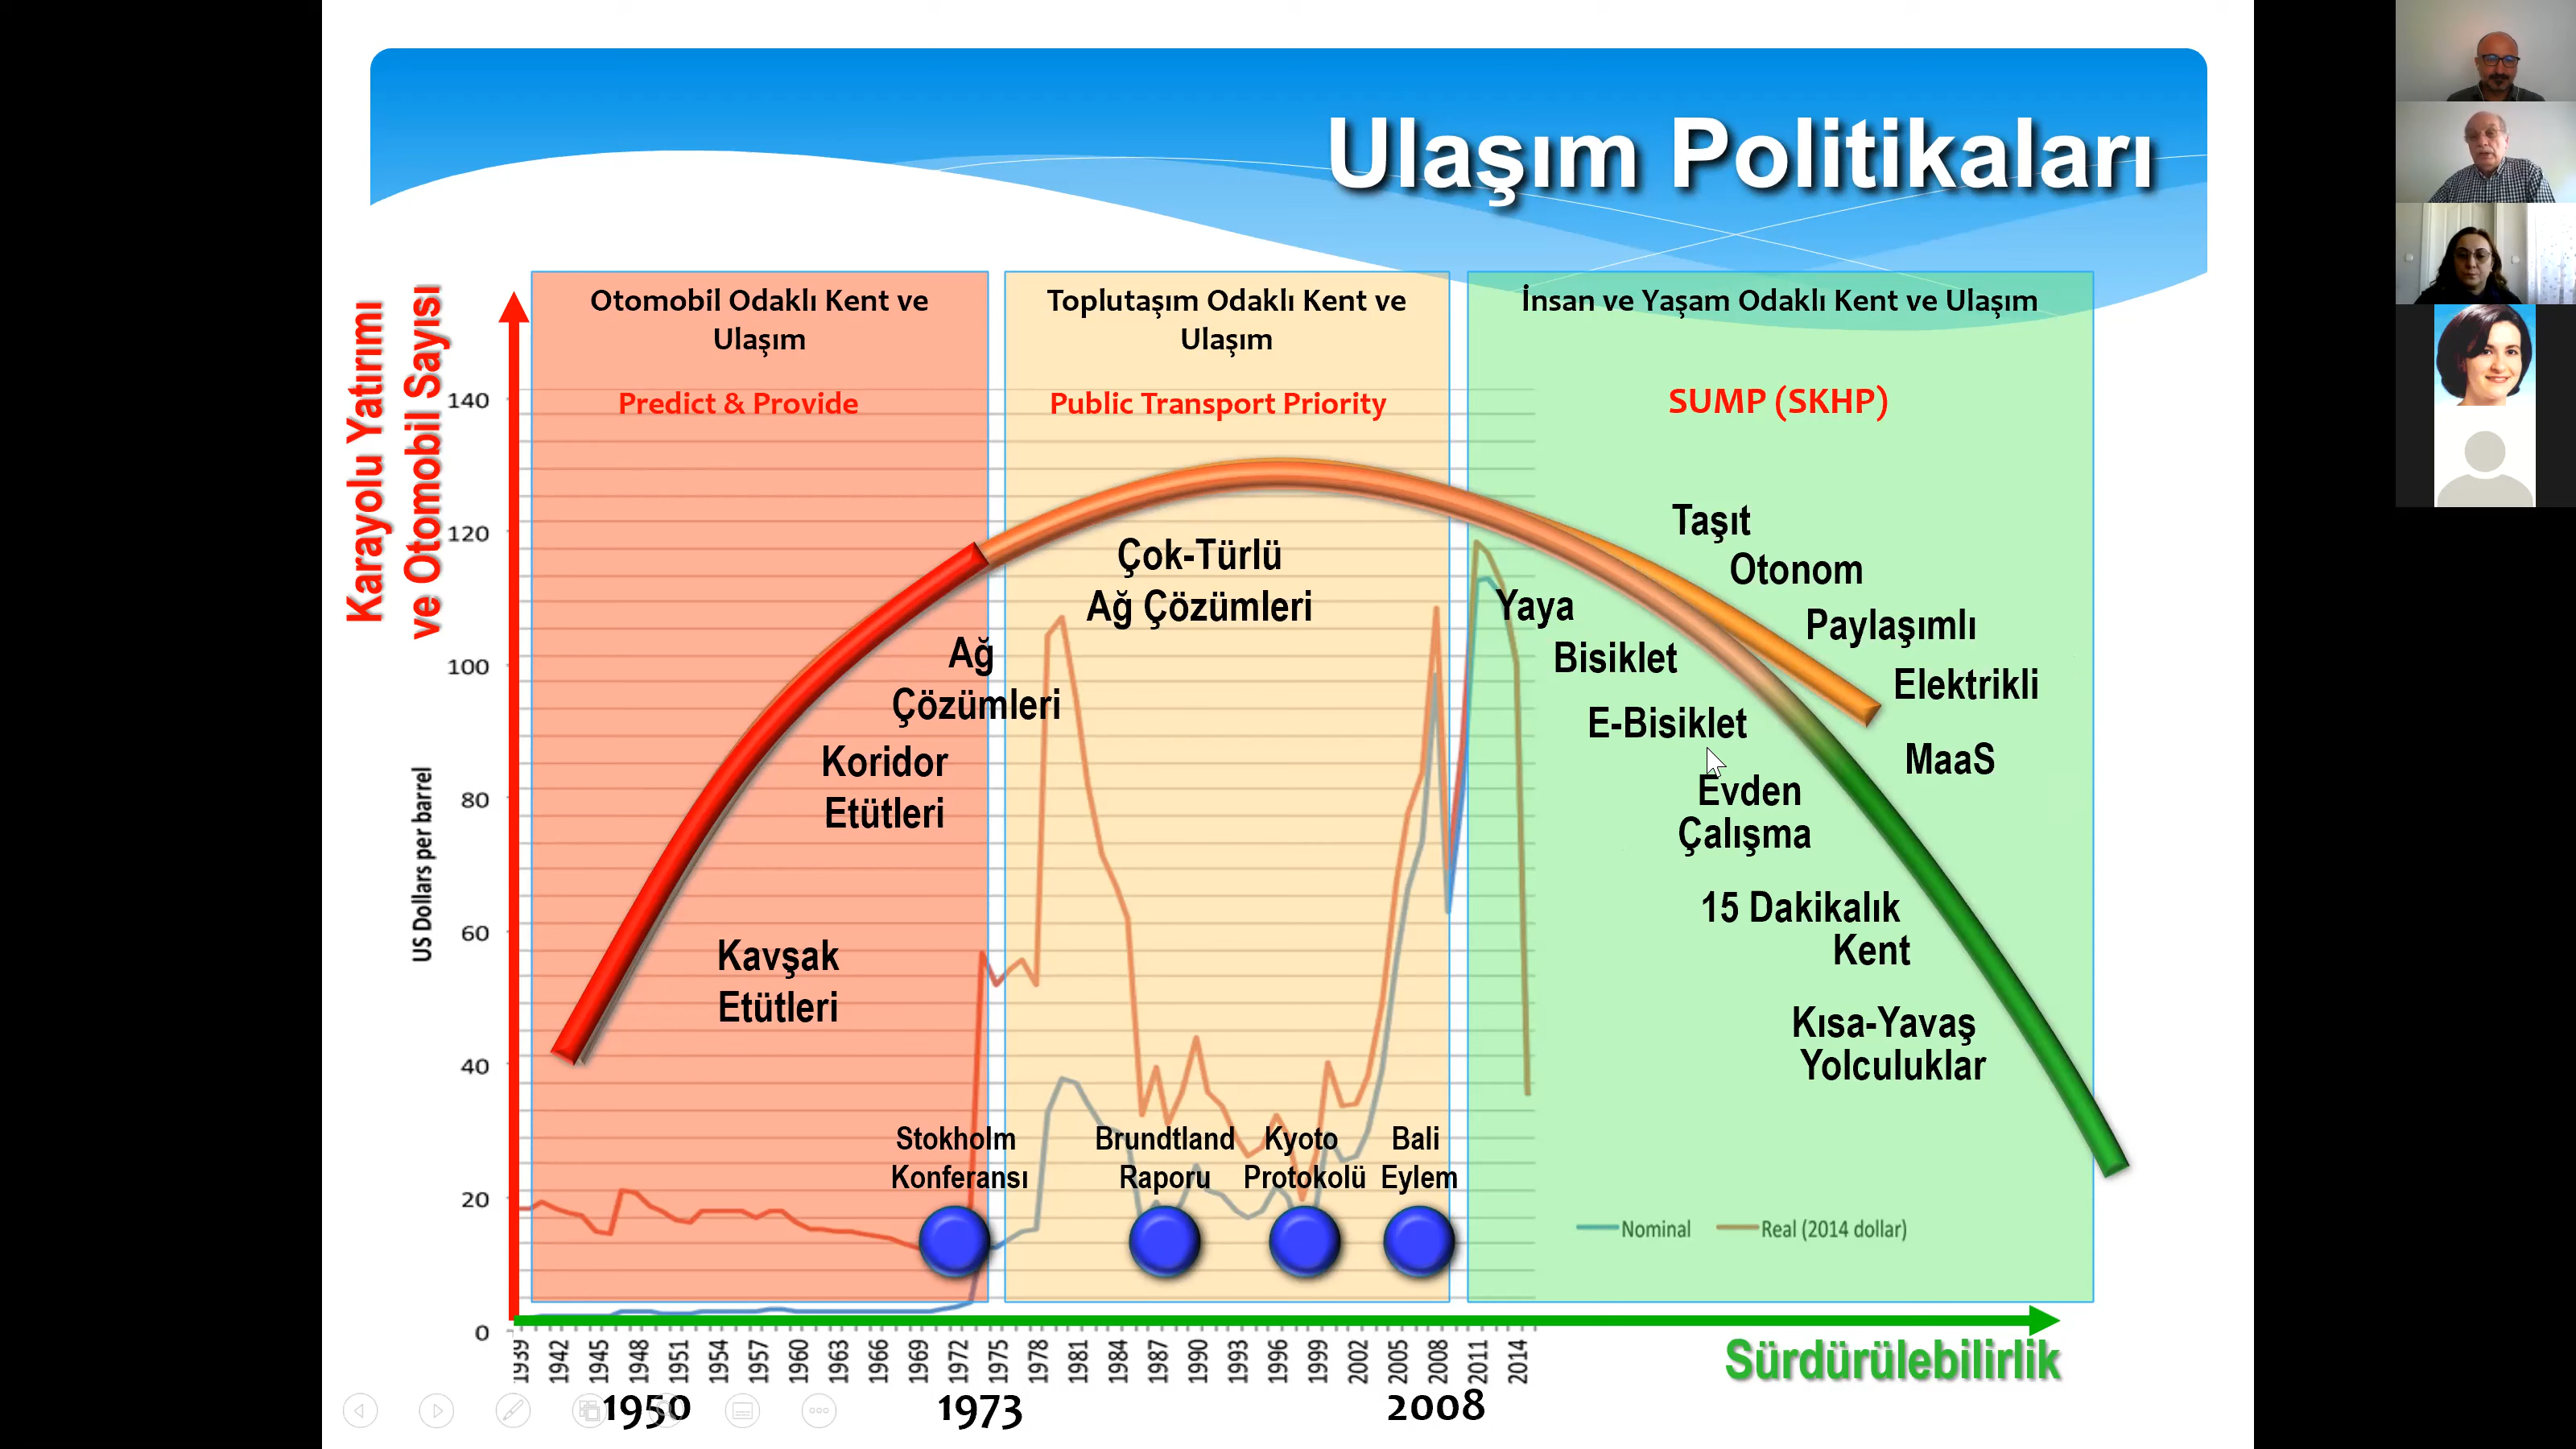 Ulaşım Politikaları
Karayolu Yatırımı
ve Otomobil Sayısı
Otomobil Odaklı Kent ve
Ulaşım
Predict & Provide
Toplutaşım Odaklı Kent ve
Ulaşım
Public Transport Priority
İnsan ve Yaşam Odaklı Kent ve Ulaşım
SUMP (SKHP)
US Dollars per barrel
140
120
100
80
60
40
20
0
Kavşak
Etütleri
Koridor
Etütleri
Ağ
Çözümleri
Çok-Türlü
Ağ Çözümleri
Yaya
Bisiklet
E-Bisiklet
Evden
Çalışma
15 Dakikalık
Kent
Kısa-Yavaş
Yolculuklar
Taşıt
Otonom
Paylaşımlı
Elektrikli
MaaS
Stokholm
Konferansı
Brundtland
Raporu
Kyoto
Protokolü
Bali
Eylem
Nominal
Real (2014 dollar)
1939
1942
1945
1948
1951
1954
1957
1960
1963
1966
1969
1972
1975
1978
1981
1984
1987
1990
1993
1996
1999
2002
2005
2008
2011
2014
Sürdürülebilirlik
1950
1973
2008